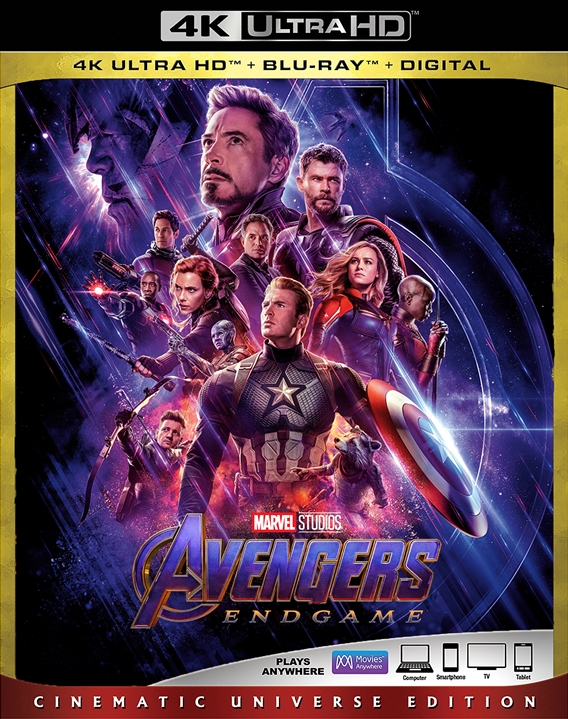 4K ULTRA HD
4K ULTRA HD™ + BLU-RAY™ + DIGITAL
MARVEL STUDIOS
AVENGERS
ENDGAME
PLAYS
ANYWHERE
Movies
Anywhere
Computer Smartphone TV Tablet
CINEMATIC UNIVERSE EDITION